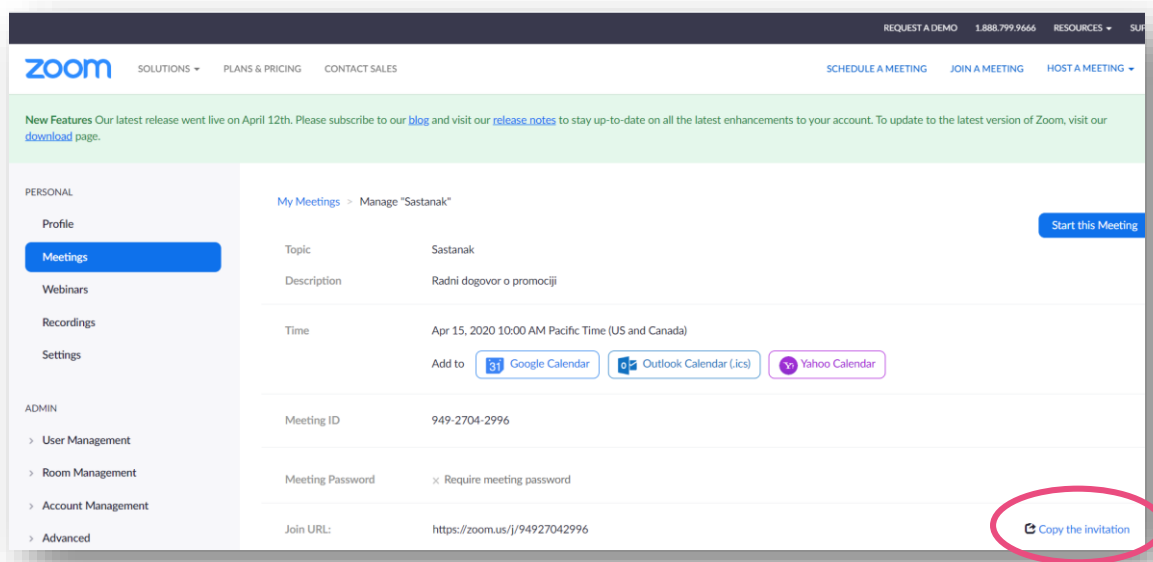 REQUEST A DEMO 1.888.799.9666 RESOURCES
zoom SOLUTIONS PLANS & PRICING CONTACT SALES SCHEDULE A MEETING JOIN A MEETING HOST A MEETING
New Features Our latest release went live on April 12th. Please subscribe to our blog and visit our release notes to stay up-to-date on all the latest enhancements to your account. To update to the latest version of Zoom, visit our
download page.
PERSONAL
Profile
Meetings
Webinars
Recordings
Settings
ADMIN
> User Management
> Room Management
> Account Management
> Advanced
My Meetings > Manage "Sastanak"
Start this Meeting
Topic Sastanak
Description Radni dogovor o promociji
Time Apr 15, 2020 10:00 AM Pacific Time (US and Canada)
Add to 31 Google Calendar Outlook Calendar (.ics) Yahoo Calendar
Meeting ID 949-2704-2996
Meeting Password × Require meeting password
Join URL: https://zoom.us/j/94927042996 Copy the invitation